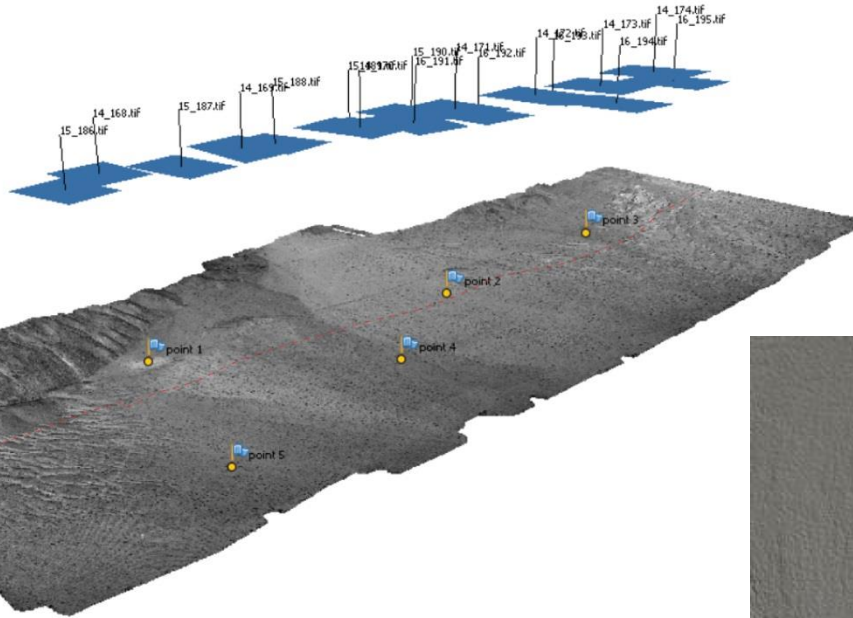 14_174.tif
16_195.tif
14_173.tif
14_172.tif
16_193.tif
16_194.tif
15_190.tif
14_171.tif
16_191.tif
16_192.tif
14_169.tif
15_188.tif
15_187.tif
14_168.tif
15_186.tif
point 3
point 2
point 1
point 4
point 5